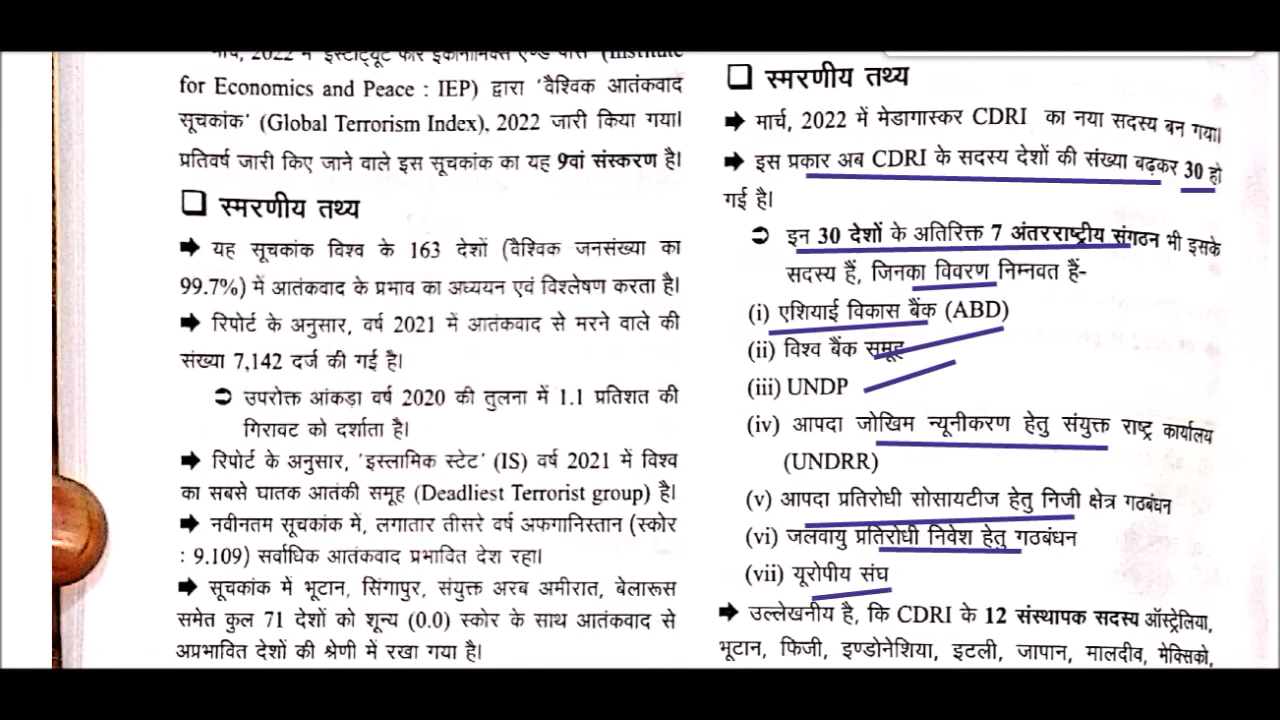 मार्च, 2022 में इंस्टीट्यूट फॉर इकोनॉमिक्स एण्ड पीस (Institute
for Economics and Peace : IEP) द्वारा 'वैश्विक आतंकवाद
सूचकांक' (Global Terrorism Index), 2022 जारी किया गया।
प्रतिवर्ष जारी किए जाने वाले इस सूचकांक का यह 9वां संस्करण है।
❑ स्मरणीय तथ्य
➡ यह सूचकांक विश्व के 163 देशों (वैश्विक जनसंख्या का
99.7%) में आतंकवाद के प्रभाव का अध्ययन एवं विश्लेषण करता है।
➡ रिपोर्ट के अनुसार, वर्ष 2021 में आतंकवाद से मरने वाले की
संख्या 7,142 दर्ज की गई है।
➲ उपरोक्त आंकड़ा वर्ष 2020 की तुलना में 1.1 प्रतिशत की
गिरावट को दर्शाता है।
➡ रिपोर्ट के अनुसार, 'इस्लामिक स्टेट' (IS) वर्ष 2021 में विश्व
का सबसे घातक आतंकी समूह (Deadliest Terrorist group) है।
➡ नवीनतम सूचकांक में, लगातार तीसरे वर्ष अफगानिस्तान (स्कोर
: 9.109) सर्वाधिक आतंकवाद प्रभावित देश रहा।
➡ सूचकांक में भूटान, सिंगापुर, संयुक्त अरब अमीरात, बेलारूस
समेत कुल 71 देशों को शून्य (0.0) स्कोर के साथ आतंकवाद से
अप्रभावित देशों की श्रेणी में रखा गया है।
❑ स्मरणीय तथ्य
➡ मार्च, 2022 में मेडागास्कर CDRI का नया सदस्य बन गया।
➡ इस प्रकार अब CDRI के सदस्य देशों की संख्या बढ़कर 30 हो
गई है।
➲ इन 30 देशों के अतिरिक्त 7 अंतरराष्ट्रीय संगठन भी इसके
सदस्य हैं, जिनका विवरण निम्नवत हैं-
(i) एशियाई विकास बैंक (ABD)
(ii) विश्व बैंक समूह
(iii) UNDP
(iv) आपदा जोखिम न्यूनीकरण हेतु संयुक्त राष्ट्र कार्यालय
(UNDRR)
(v) आपदा प्रतिरोधी सोसायटीज हेतु निजी क्षेत्र गठबंधन
(vi) जलवायु प्रतिरोधी निवेश हेतु गठबंधन
(vii) यूरोपीय संघ
➡ उल्लेखनीय है, कि CDRI के 12 संस्थापक सदस्य ऑस्ट्रेलिया,
भूटान, फिजी, इण्डोनेशिया, इटली, जापान, मालदीव, मेक्सिको,